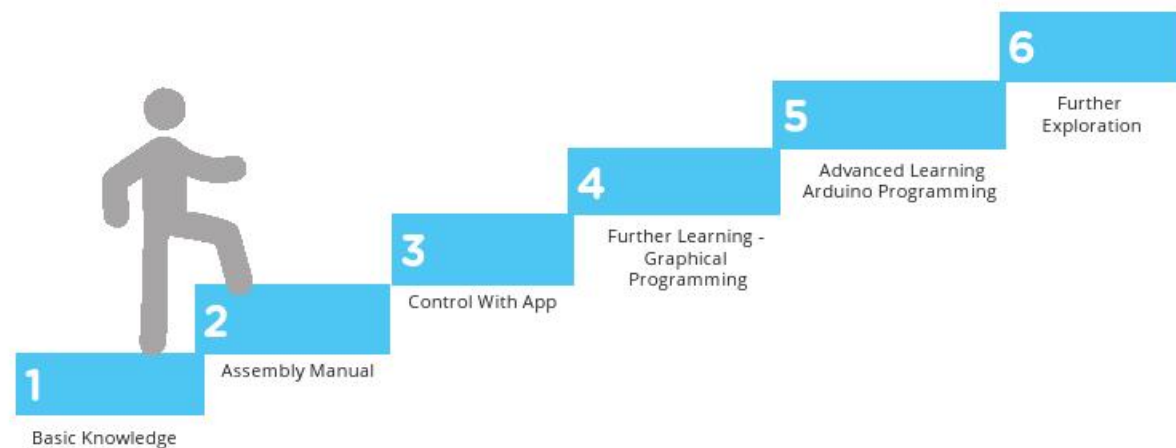 1
Basic Knowledge
2
Assembly Manual
3
Control With App
4
Further Learning -
Graphical
Programming
5
Advanced Learning
Arduino Programming
6
Further
Exploration